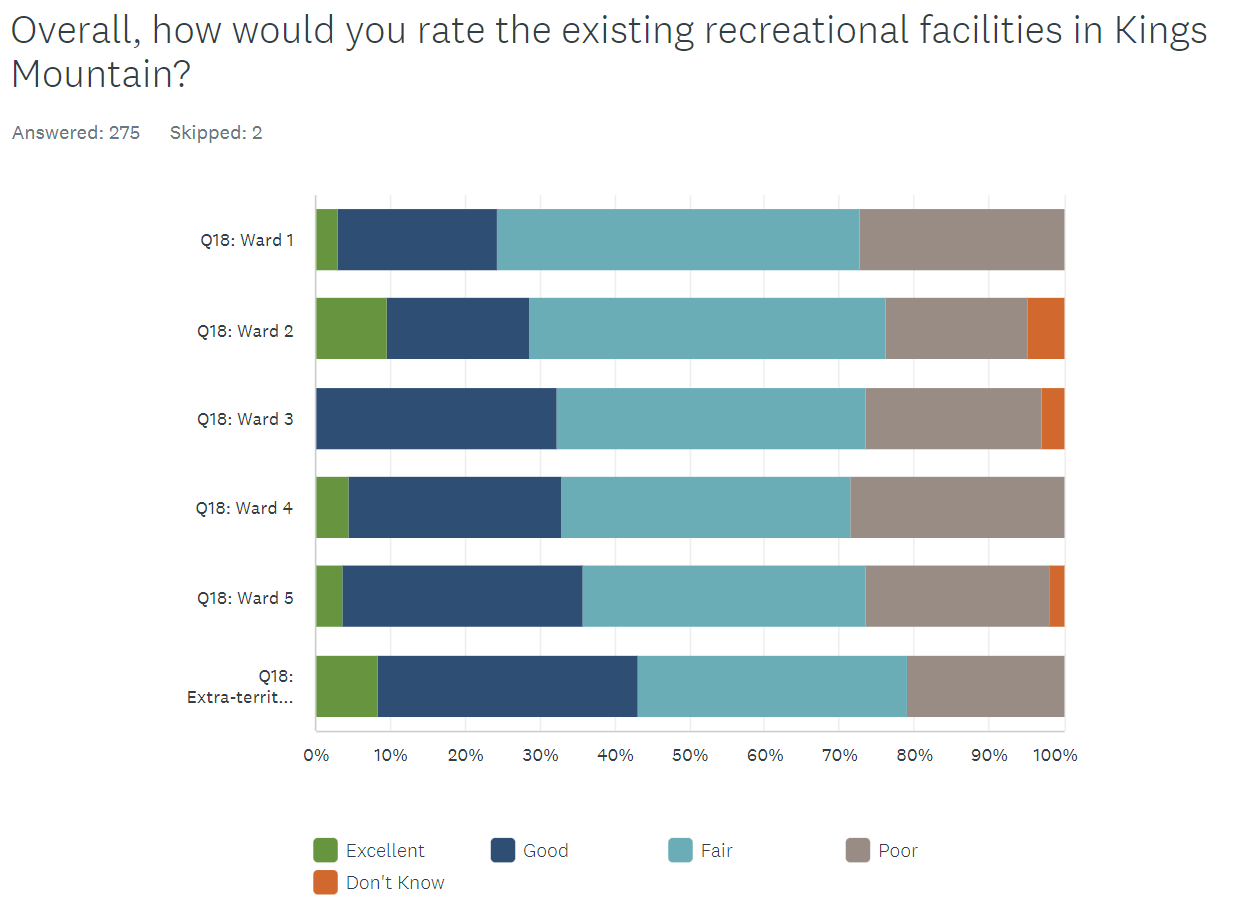 Overall, how would you rate the existing recreational facilities in Kings
Mountain?
Answered: 275 Skipped: 2
Q18: Ward 1
Q18: Ward 2
Q18: Ward 3
Q18: Ward 4
Q18: Ward 5
Q18:
Extra-territ...
0% 10% 20% 30% 40% 50% 60% 70% 80% 90% 100%
Excellent Good Fair Poor
Don't Know